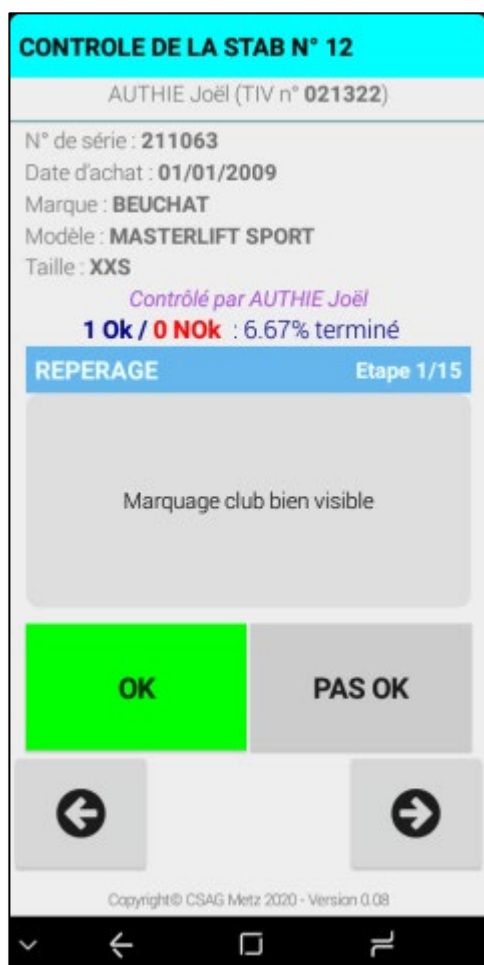 CONTROLE DE LA STAB N° 12
AUTHIE Joël (TIV n° 021322)
N° de série : 211063
Date d'achat : 01/01/2009
Marque : BEUCHAT
Modèle : MASTERLIFT SPORT
Taille : XXS
Contrôlé par AUTHIE Joël
1 Ok / 0 NOk : 6.67% terminé
REPERAGE Etape 1/15
Marquage club bien visible
OK PAS OK
Copyright© CSAG Metz 2020 - Version 0.08